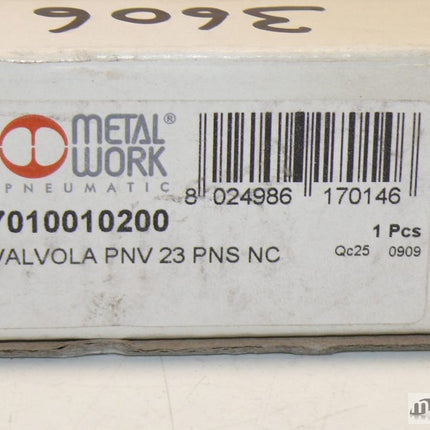 3606
METAL®
WORK
PNEUMATIC
8 024986 170146
7010010200
1 Pcs
VALVOLA PNV 23 PNS NC
Qc25 0909